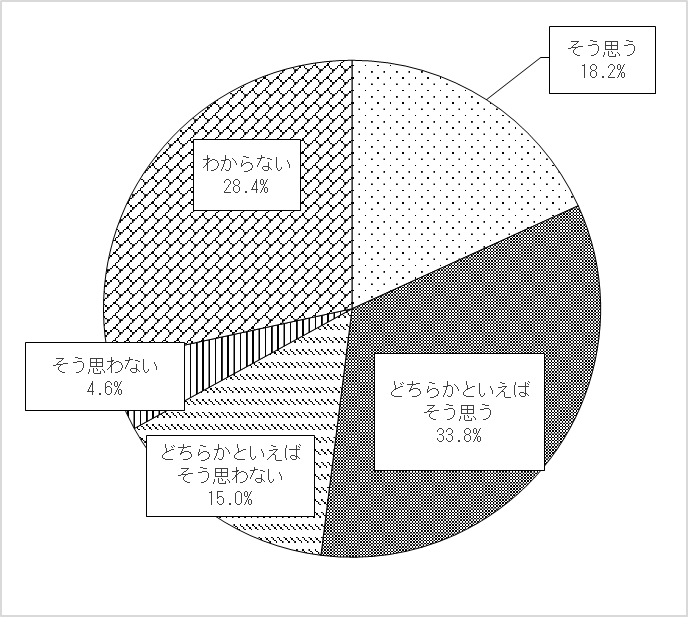 そう思う
18.2%
わからない
28.4%
そう思わない
4.6%
どちらかといえば
そう思う
33.8%
どちらかといえば
そう思わない
15.0%